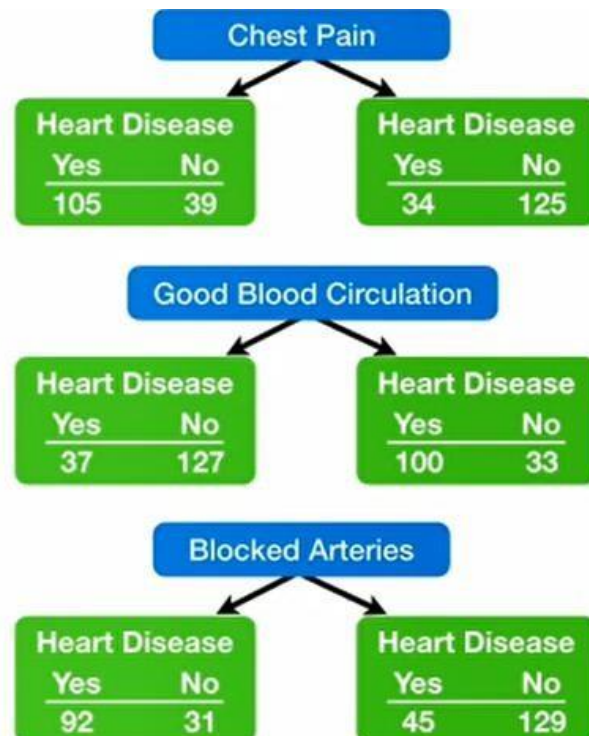 Chest Pain
Heart Disease Heart Disease
Yes No Yes No
105 39 34 125
Good Blood Circulation
Heart Disease Heart Disease
Yes No Yes No
37 127 100 33
Blocked Arteries
Heart Disease Heart Disease
Yes No Yes No
92 31 45 129